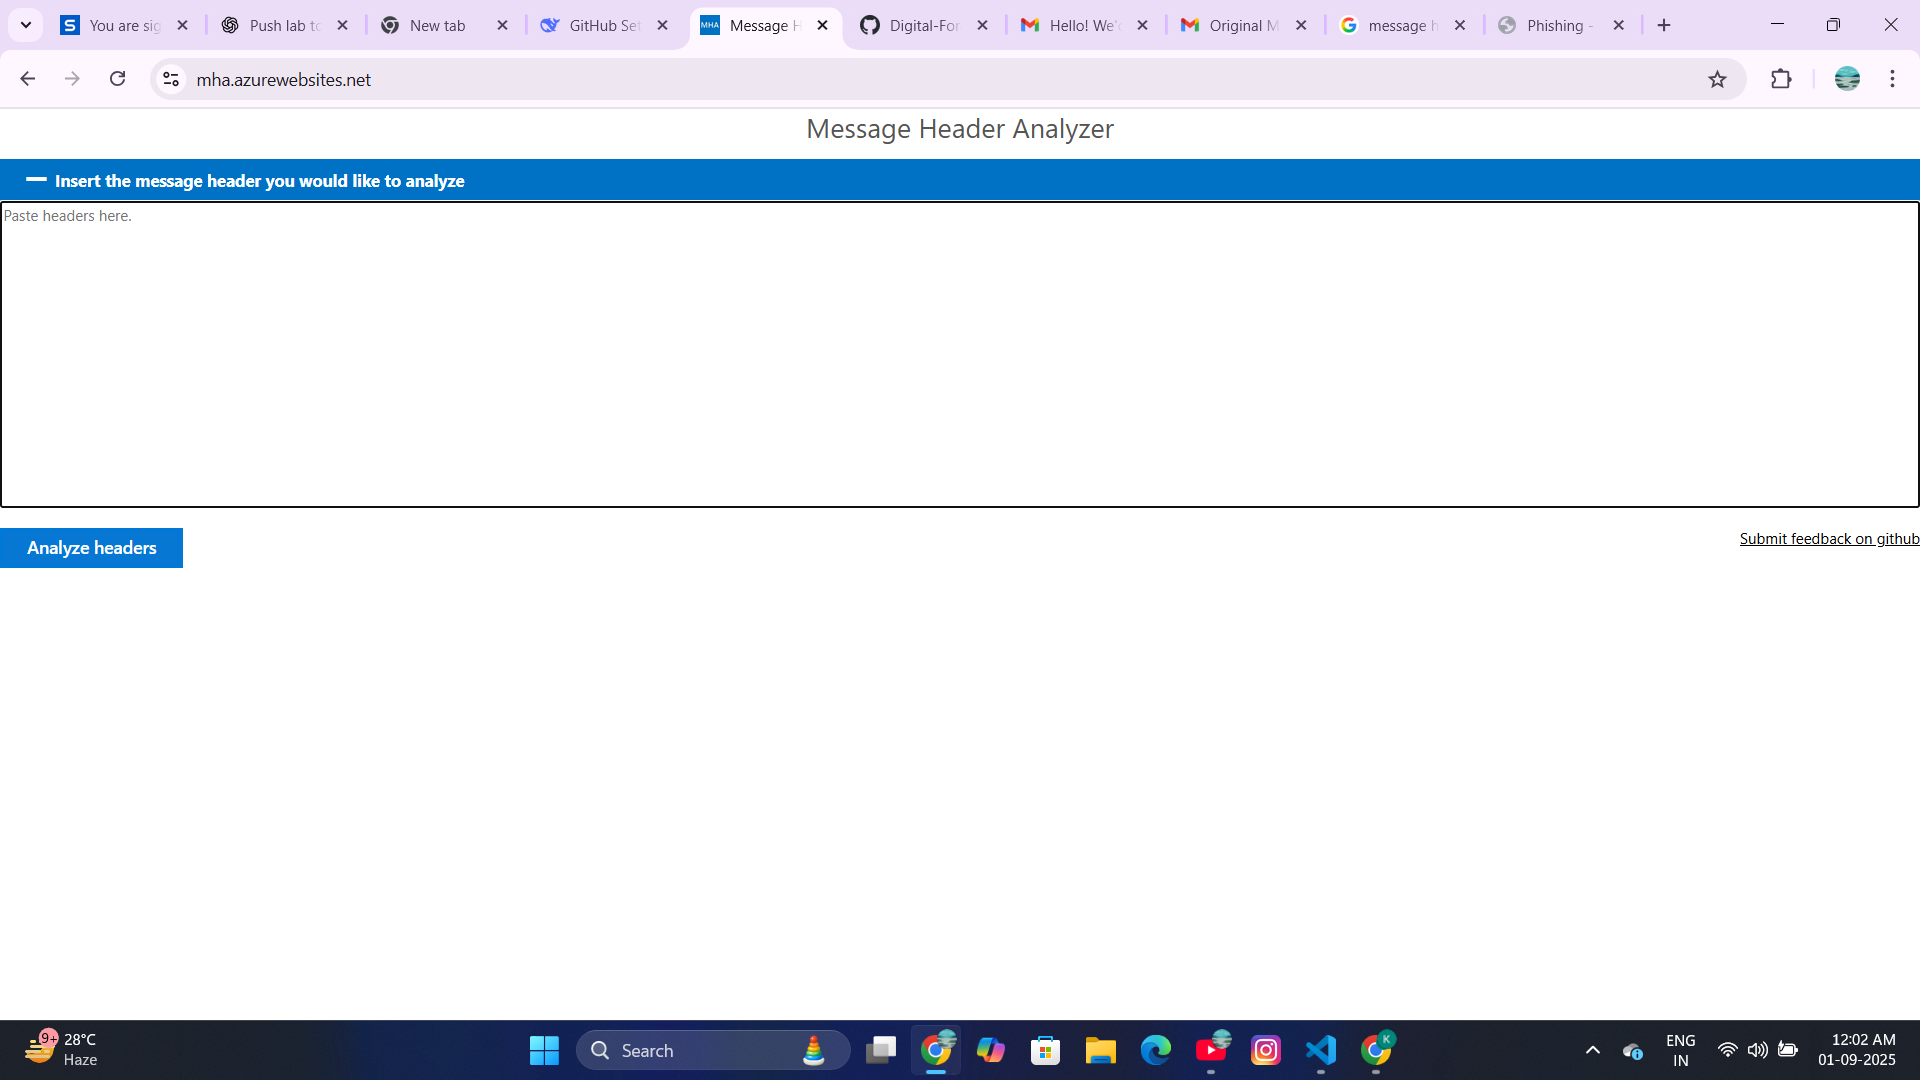 You are sig
Push lab to
New tab
GitHub Set
Message H
Digital-For
Hello! We'
Original M
message h
Phishing -
mha.azurewebsites.net
Message Header Analyzer
Insert the message header you would like to analyze
Paste headers here.
Analyze headers
Submit feedback on github
9+
28°C
Haze
Search
K
ENG
IN
12:02 AM
01-09-2025